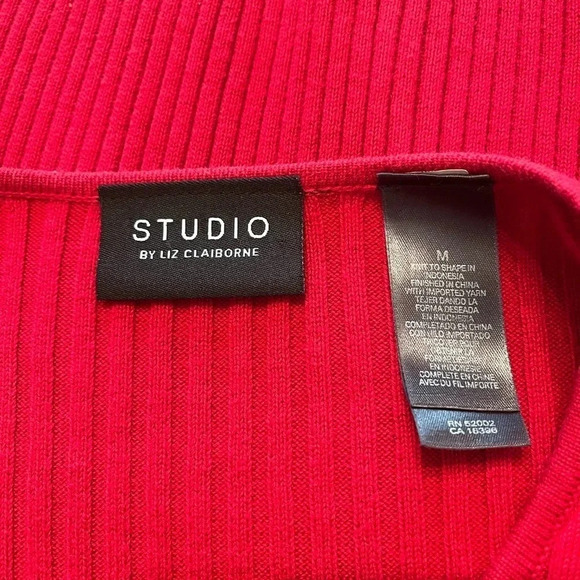 STUDIO
BY LIZ CLAIBORNE
M
KNIT TO SHAPE IN
INDONESIA
FINISHED IN CHINA
WITH IMPORTED YARN
TEJER DANDO LA
FORMA DESEADA
EN INDONESIA
COMPLETADO EN CHINA
CON HILO IMPORTADO
EN INDONESIE
COMPLETE EN CHINE
AVEC DU FIL IMPORTE
RN 52002
CA 16396